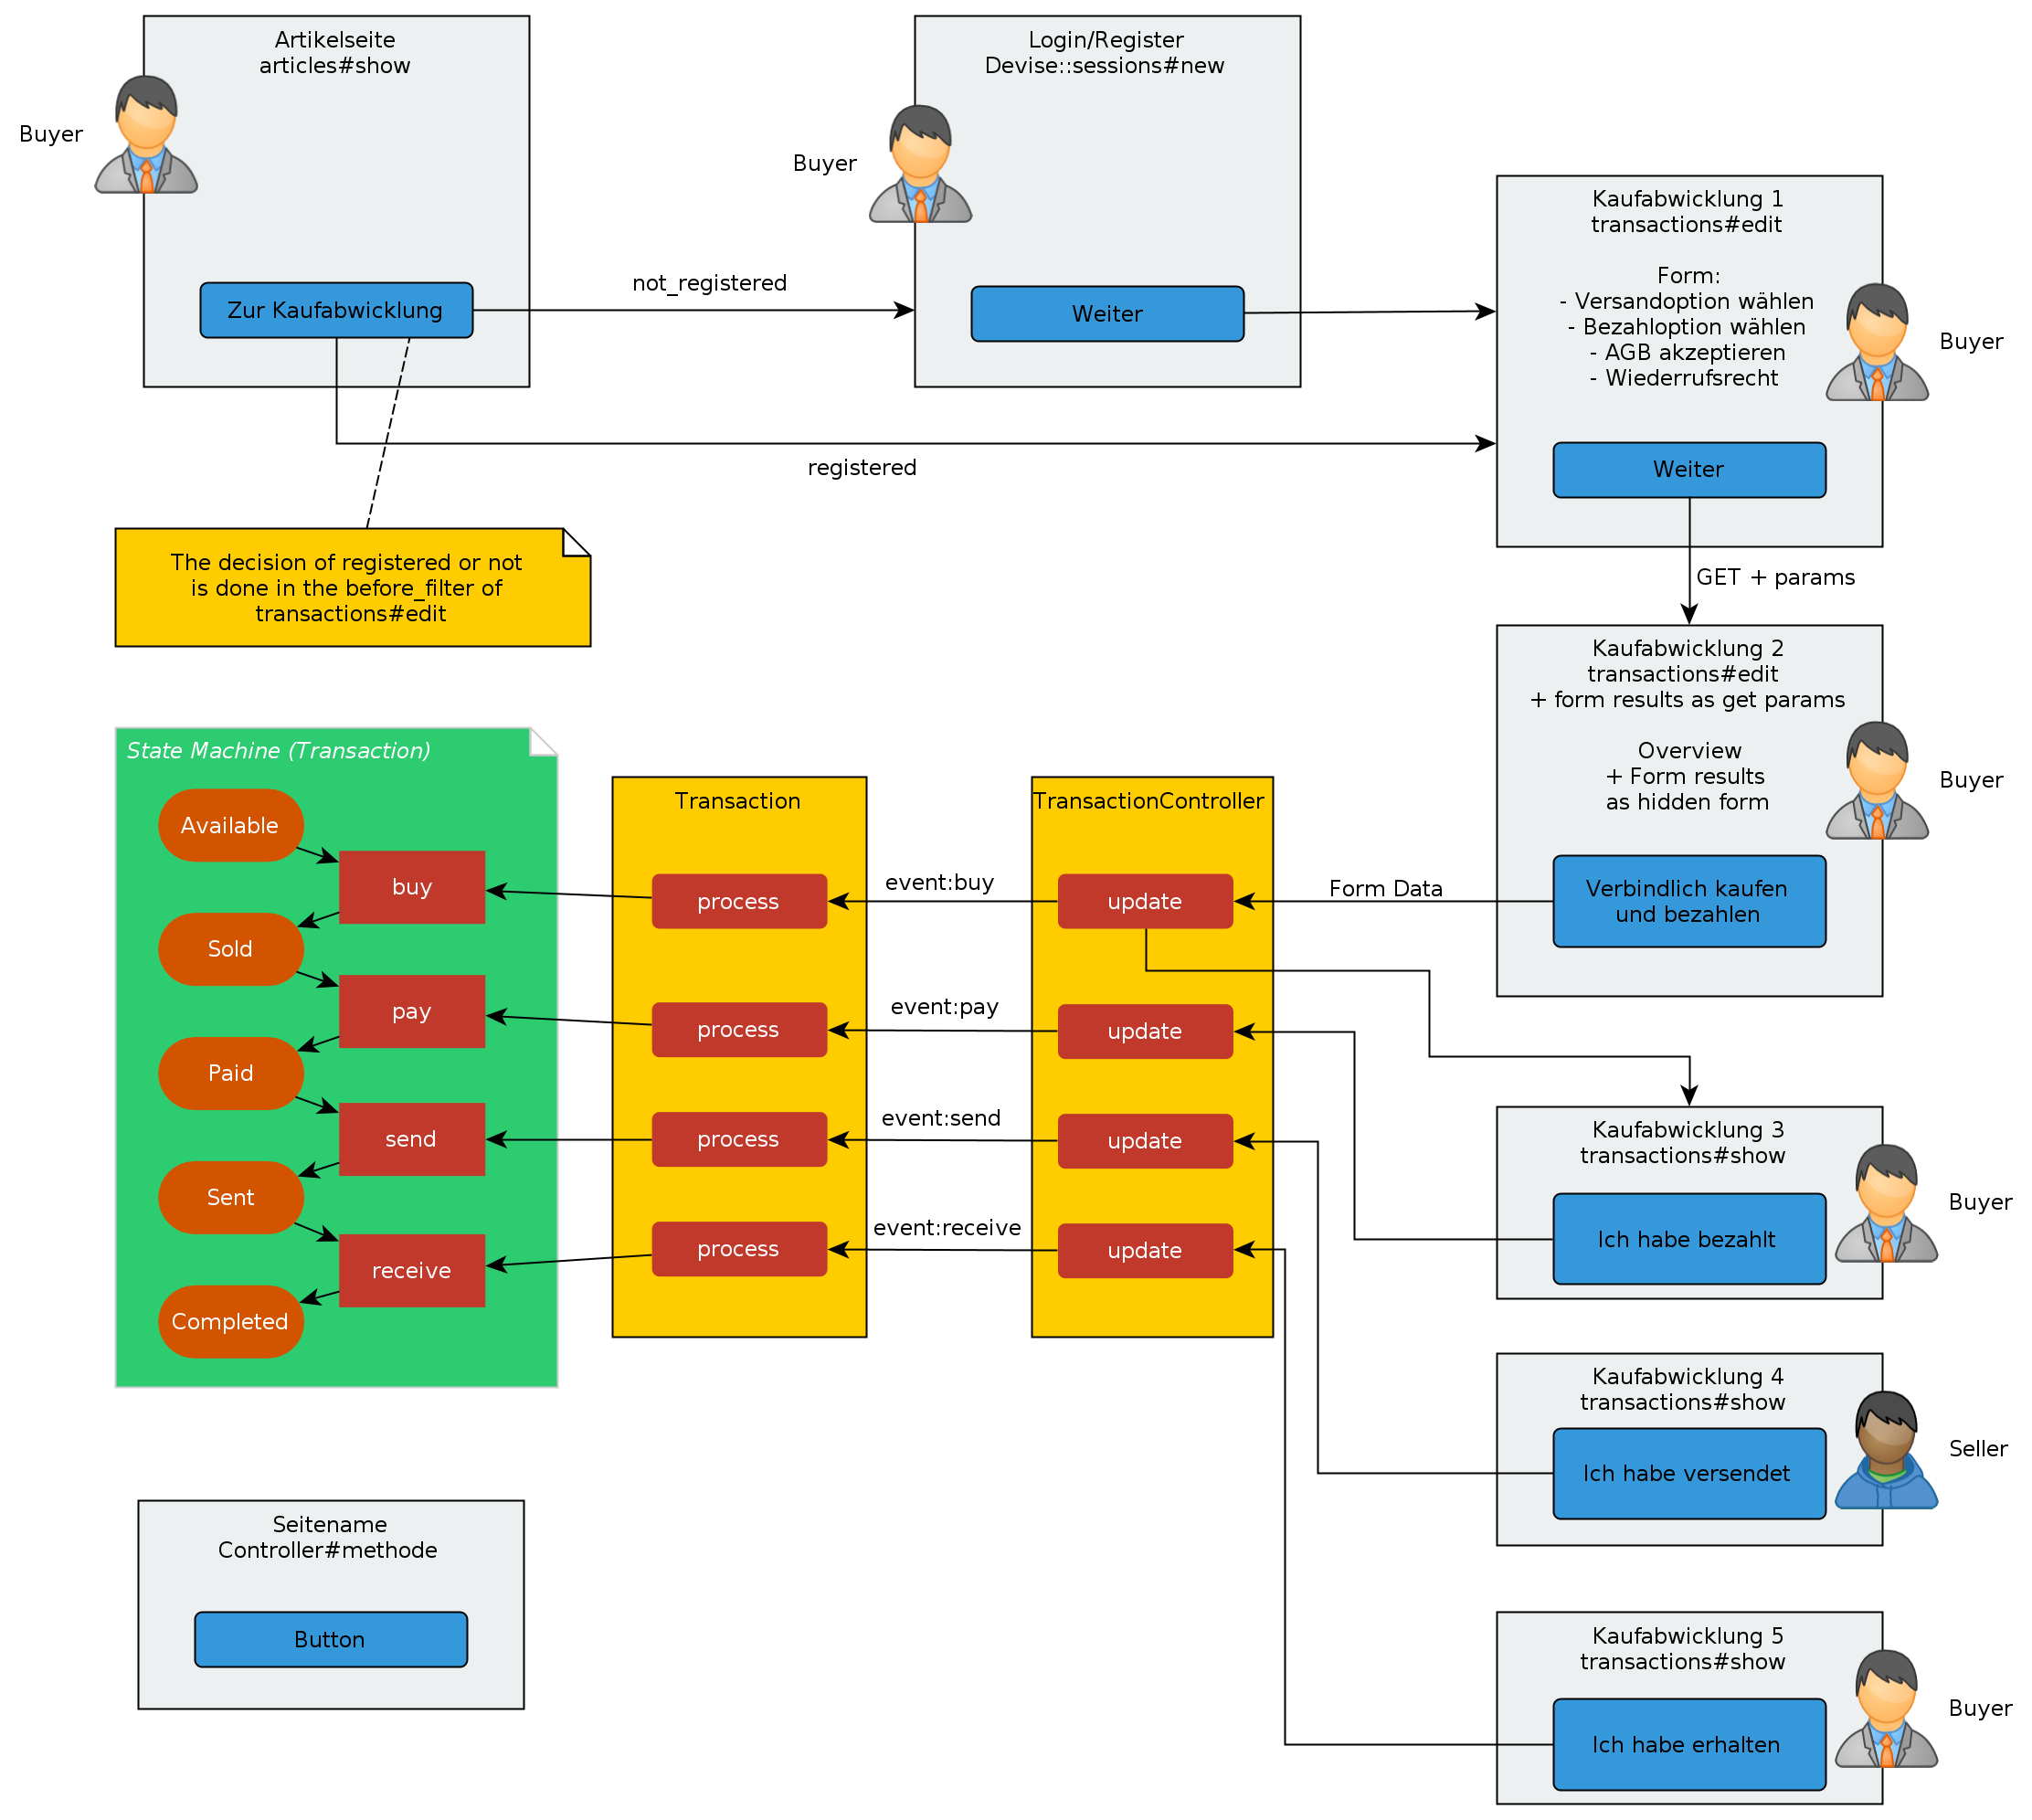 Artikelseite
articles#show
Buyer
Zur Kaufabwicklung
not_registered
registered
Login/Register
Devise::sessions#new
Buyer
Weiter
Kaufabwicklung 1
transactions#edit
Form:
- Versandoption wählen
- Bezahloption wählen
- AGB akzeptieren
- Wiederrufsrecht
Buyer
Weiter
GET + params
The decision of registered or not
is done in the before_filter of
transactions#edit
Kaufabwicklung 2
transactions#edit
+ form results as get params
Overview
+ Form results
as hidden form
Buyer
Verbindlich kaufen
und bezahlen
Form Data
State Machine (Transaction)
Available
buy
Sold
pay
Paid
send
Sent
receive
Completed
Transaction
process
process
process
process
event:buy
event:pay
event:send
event:receive
TransactionController
update
update
update
update
Kaufabwicklung 3
transactions#show
Ich habe bezahlt
Buyer
Kaufabwicklung 4
transactions#show
Ich habe versendet
Seller
Kaufabwicklung 5
transactions#show
Ich habe erhalten
Buyer
Seitename
Controller#methode
Button